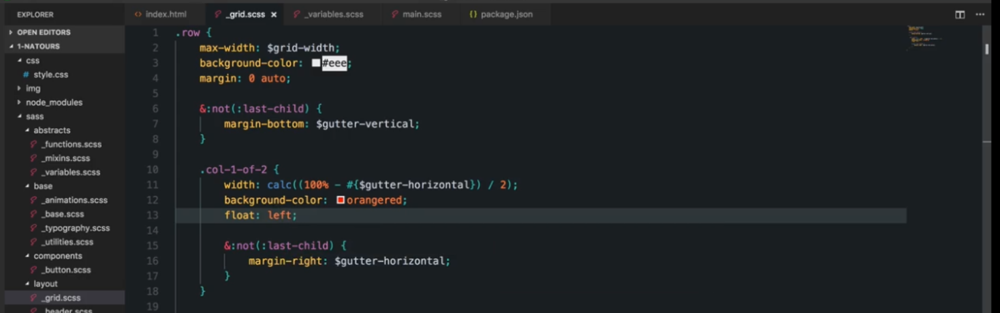 EXPLORER
index.html
_grid.scss ×
_variables.scss
main.scss
{} package.json
OPEN EDITORS
1-NATOURS
css
# style.css
img
node_modules
sass
abstracts
_functions.scss
_mixins.scss
_variables.scss
base
_animations.scss
_base.scss
_typography.scss
_utilities.scss
components
_button.scss
layout
_grid.scss
_header.scss
1 .row {
2 max-width: $grid-width;
3 background-color: #eee;
4 margin: 0 auto;
5
6 &:not(:last-child) {
7 margin-bottom: $gutter-vertical;
8 }
9
10 .col-1-of-2 {
11 width: calc((100% - #{$gutter-horizontal}) / 2);
12 background-color: orangered;
13 float: left;
14
15 &:not(:last-child) {
16 margin-right: $gutter-horizontal;
17 }
18 }
19